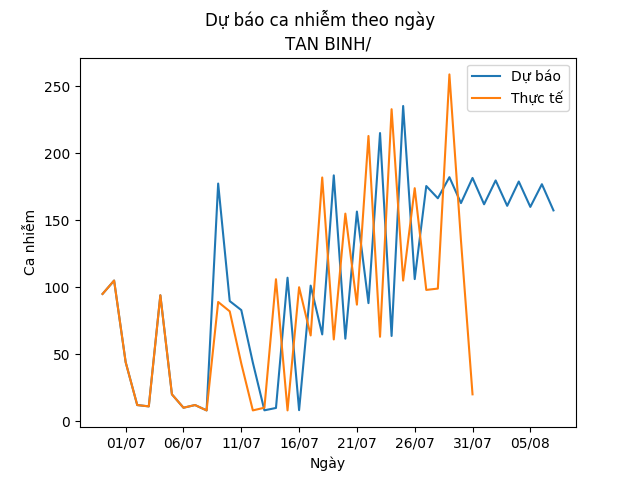 Dự báo ca nhiễm theo ngày
TAN BINH/
Dự báo
Thực tế
Ca nhiễm
250
200
150
100
50
0
01/07 06/07 11/07 16/07 21/07 26/07 31/07 05/08
Ngày